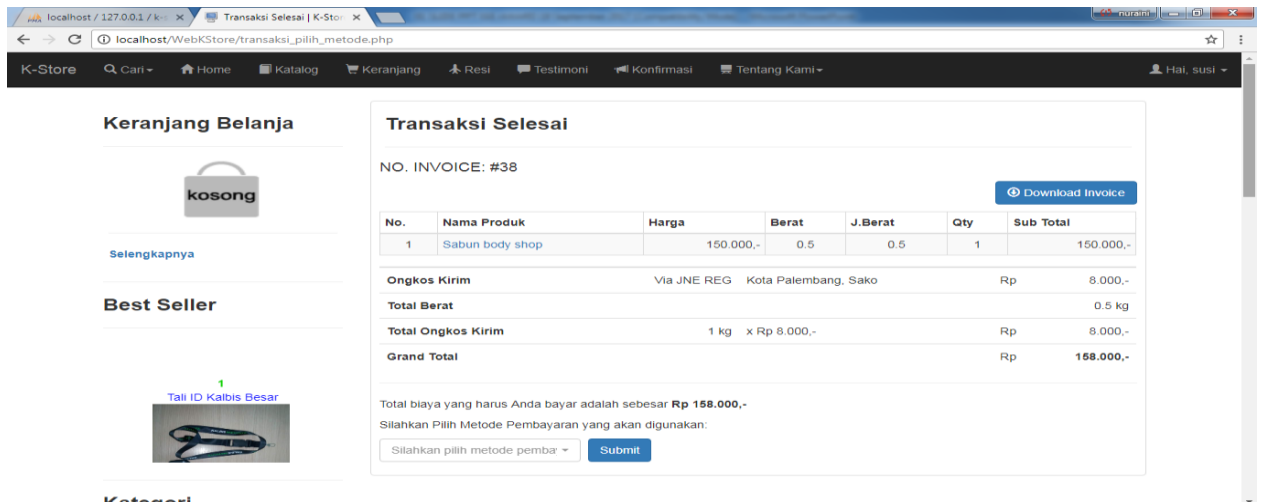 localhost / 127.0.0.1 / k-
Transaksi Selesai | K-Stor
nuraini
localhost/WebKStore/transaksi_pilih_metode.php
K-Store Cari Home Katalog Keranjang Resi Testimoni Konfirmasi Tentang Kami Hai, susi
Keranjang Belanja
kosong
Selengkapnya
Best Seller
1
Tali ID Kalbis Besar
Kategori
Transaksi Selesai
NO. INVOICE: #38
Download Invoice
No. Nama Produk Harga Berat J.Berat Qty Sub Total
1 Sabun body shop 150.000,- 0.5 0.5 1 150.000,-
Ongkos Kirim Via JNE REG Kota Palembang, Sako Rp 8.000,-
Total Berat 0.5 kg
Total Ongkos Kirim 1 kg x Rp 8.000,- Rp 8.000,-
Grand Total Rp 158.000,-
Total biaya yang harus Anda bayar adalah sebesar Rp 158.000,-
Silahkan Pilih Metode Pembayaran yang akan digunakan:
Silahkan pilih metode pemba
Submit